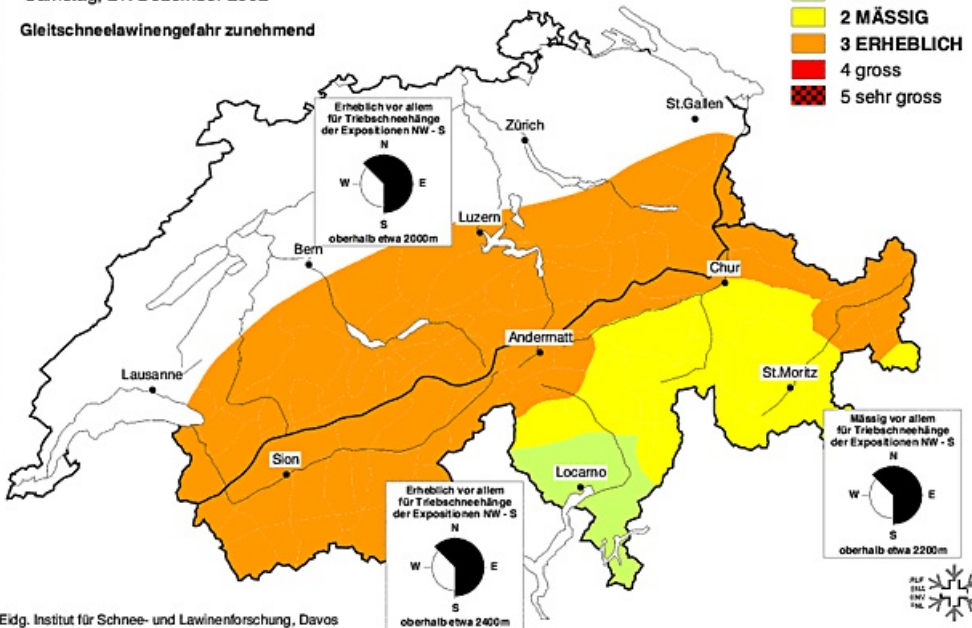 Gleitschneelawinengefahr zunehmend
2 MÄSSIG
3 ERHEBLICH
4 gross
5 sehr gross
St.Gallen
Zürich
Erheblich vor allem
für Triebschneehänge
der Expositionen NW - S
N
W
E
S
oberhalb etwa 2000m
Luzern
Bern
Chur
Andermatt
St.Moritz
Lausanne
Sion
Locarno
Mässig vor allem
für Triebschneehänge
der Expositionen NW - S
N
W
E
S
oberhalb etwa 2200m
Erheblich vor allem
für Triebschneehänge
der Expositionen NW - S
N
W
E
S
oberhalb etwa 2400m
Eidg. Institut für Schnee- und Lawinenforschung, Davos